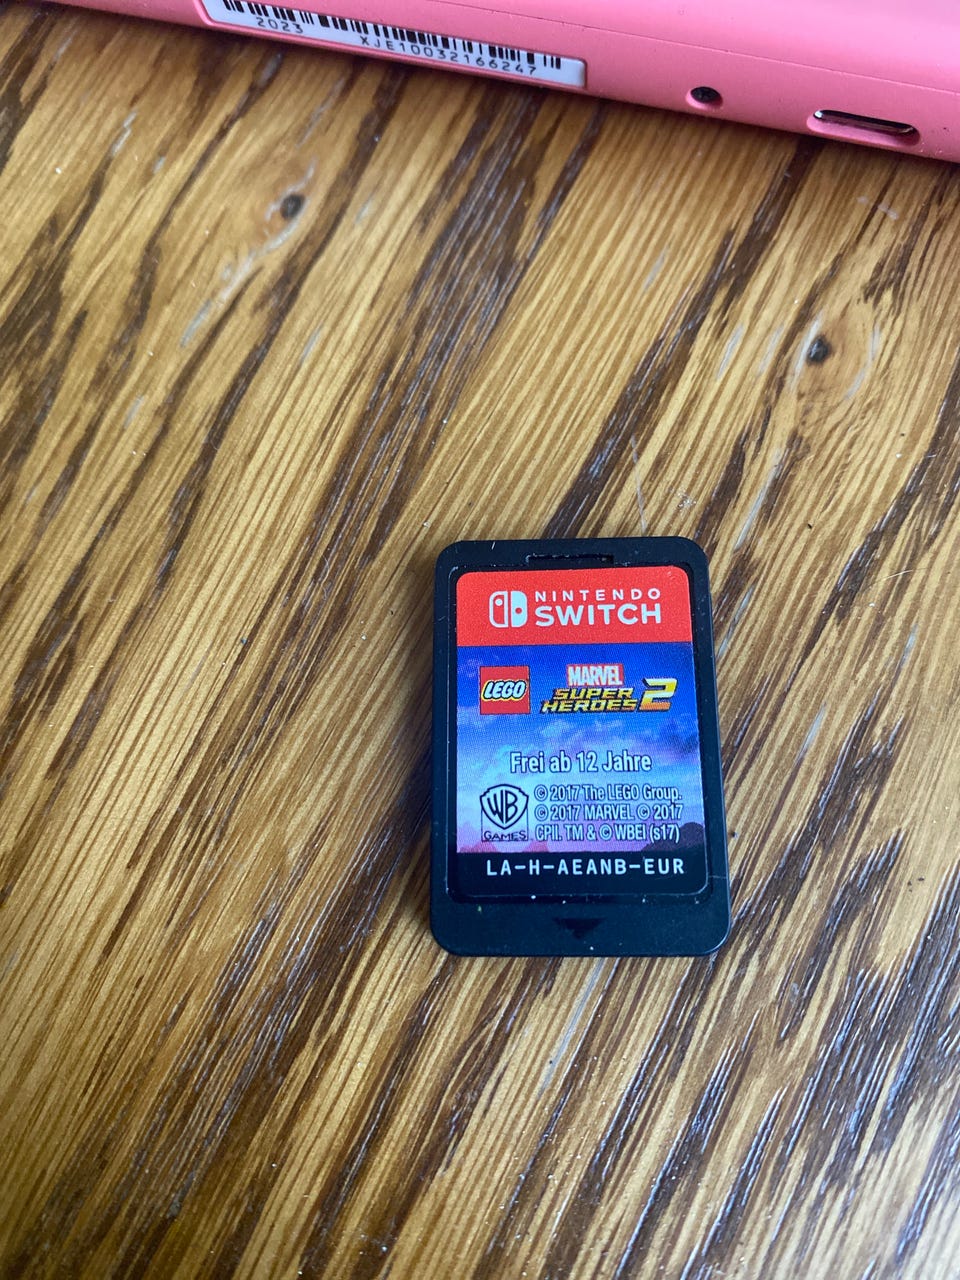 2023 XJE10032166247
NINTENDO
SWITCH
LEGO
MARVEL
SUPER
HEROES 2
Frei ab 12 Jahre
WB
GAMES
© 2017 The LEGO Group.
© 2017 MARVEL © 2017
CPII. TM & © WBEI (s17)
LA-H-AEANB-EUR